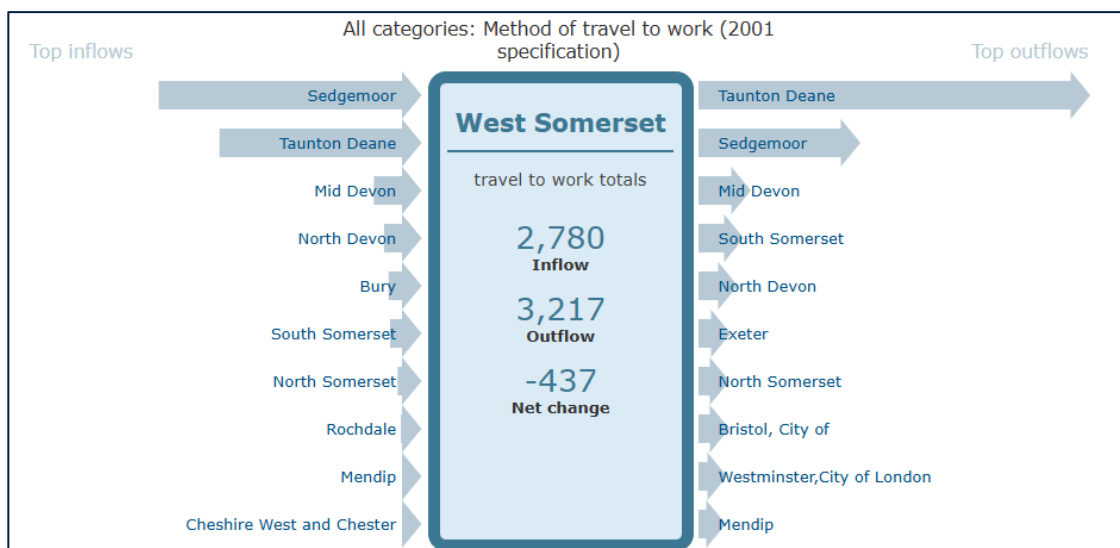 All categories: Method of travel to work (2001
specification)
Top inflows
Top outflows
Sedgemoor
Taunton Deane
Mid Devon
North Devon
Bury
South Somerset
North Somerset
Rochdale
Mendip
Cheshire West and Chester
West Somerset
travel to work totals
2,780
Inflow
3,217
Outflow
-437
Net change
Taunton Deane
Sedgemoor
Mid Devon
South Somerset
North Devon
Exeter
North Somerset
Bristol, City of
Westminster,City of London
Mendip